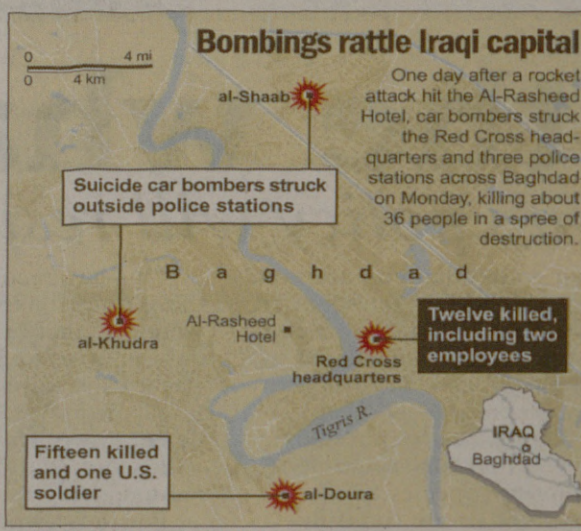 Bombings rattle Iraqi capital
0 4 mi
0 4 km
One day after a rocket
attack hit the Al-Rasheed
Hotel, car bombers struck
the Red Cross head-
quarters and three police
stations across Baghdad
on Monday, killing about
36 people in a spree of
destruction.
al-Shaab
Suicide car bombers struck
outside police stations
Baghdad
al-Khudra
Al-Rasheed
Hotel
Red Cross
headquarters
Twelve killed,
including two
employees
Tigris R.
IRAQ
Baghdad
Fifteen killed
and one U.S.
soldier
al-Doura